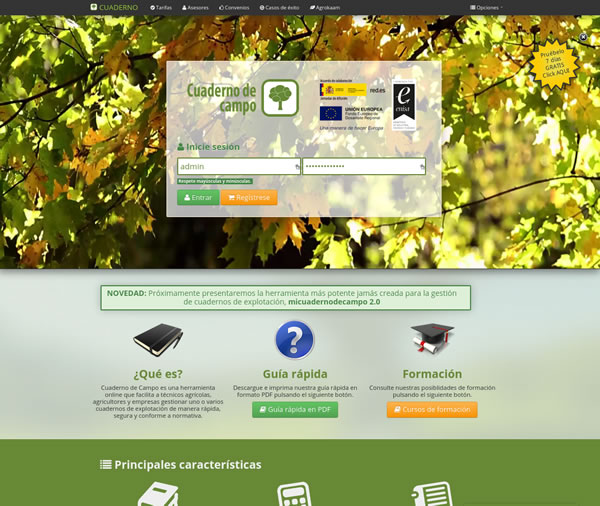 CUADERNO
Tarifas
Asesores
Convenios
Casos de éxito
Agrobaam
Opciones
Pruébelo
7 días
GRATIS
Click AQUI
Cuaderno de
campo
red.es
UNIÓN EUROPEA
Fondo Europeo de
Desarrollo Regional
Una manera de hacer Europa
Inicie sesión
admin
Respete mayúsculas y minúsculas
Entrar
Regístrese
NOVEDAD: Próximamente presentaremos la herramienta más potente jamás creada para la gestión
de cuadernos de explotación, micuadernodecampo 2.0
¿Qué es?
Cuaderno de Campo es una herramienta
online que facilita a técnicos agrícolas,
agricultores y empresas gestionar uno o varios
cuadernos de explotación de manera rápida,
segura y conforme a normativa.
Guía rápida
Descargue e imprima nuestra guía rápida en
formato PDF pulsando el siguiente botón.
Guía rápida en PDF
Formación
Consulte nuestras posibilidades de formación
pulsando el siguiente botón.
Cursos de formación
Principales características